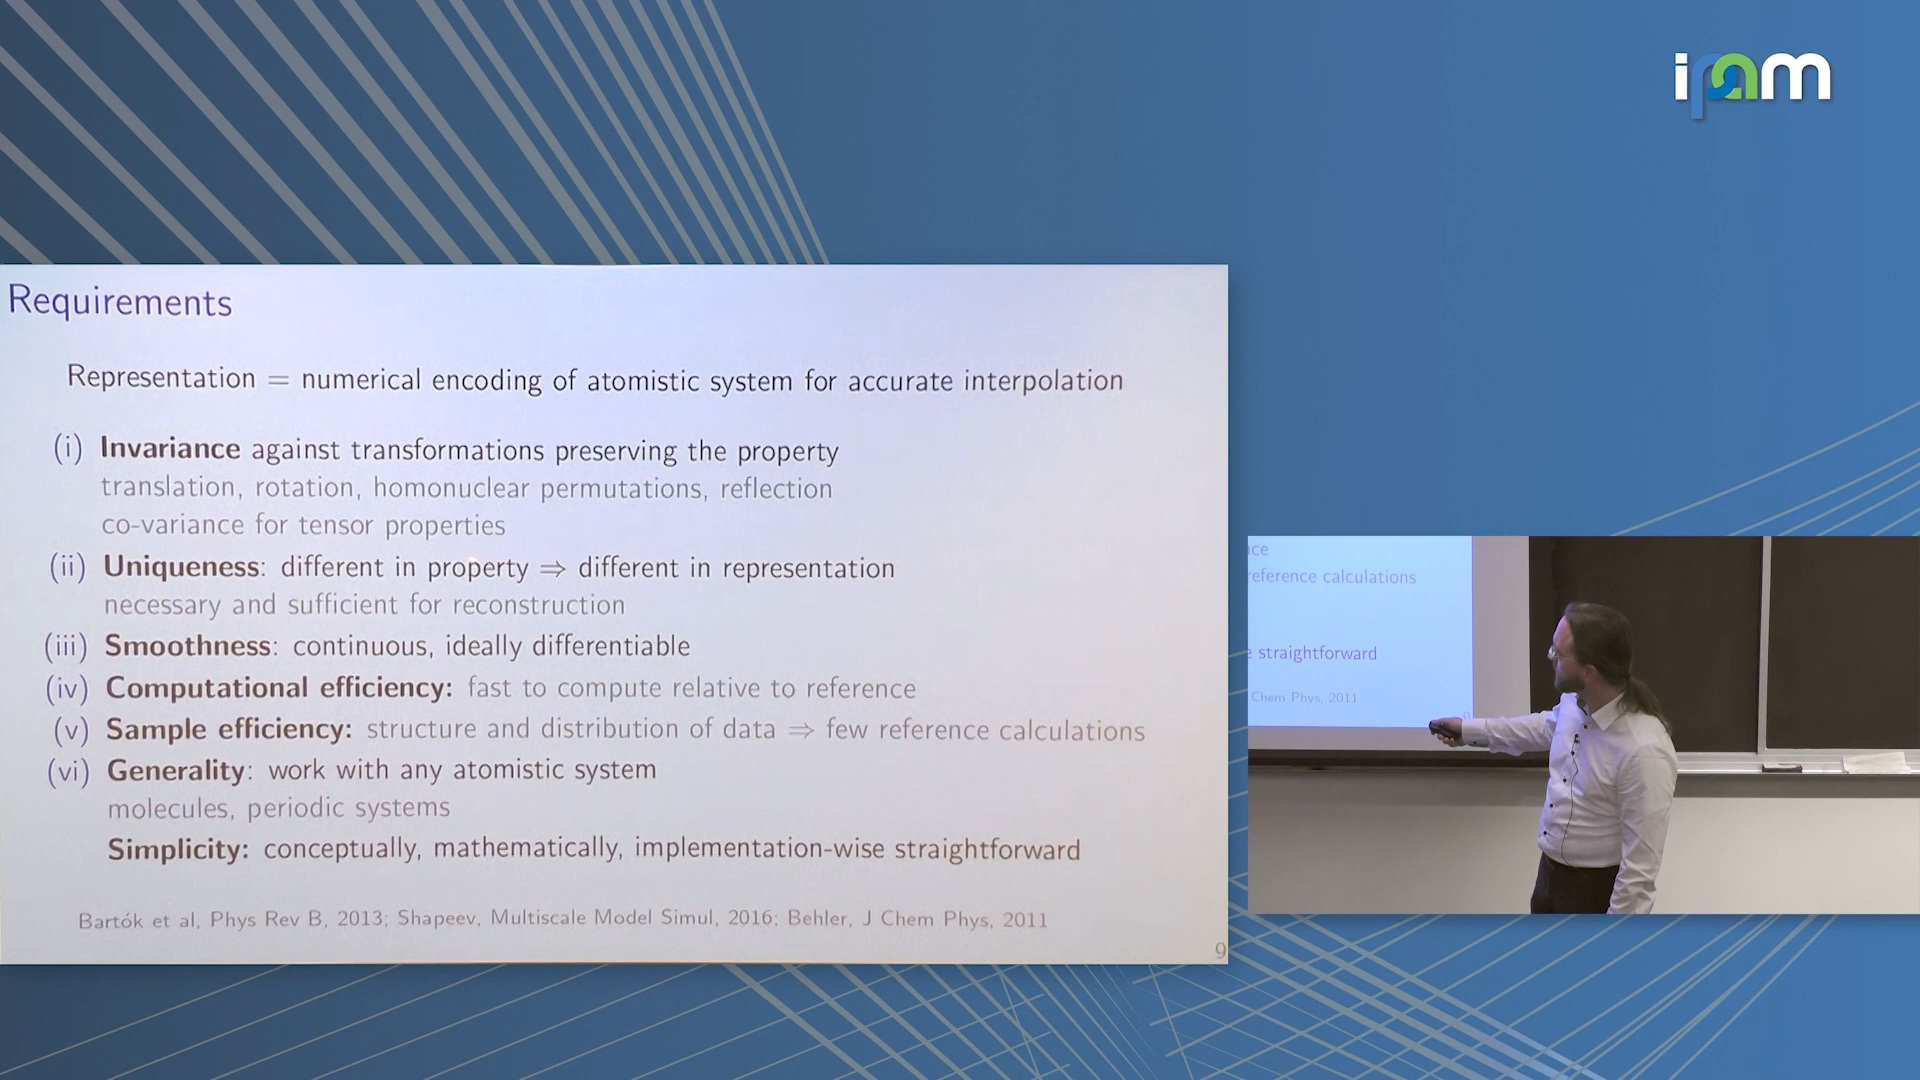 ipam
Requirements
Representation = numerical encoding of atomistic system for accurate interpolation
(i) Invariance against transformations preserving the property
translation, rotation, homonuclear permutations, reflection
co-variance for tensor properties
(ii) Uniqueness: different in property ⇒ different in representation
necessary and sufficient for reconstruction
(iii) Smoothness: continuous, ideally differentiable
(iv) Computational efficiency: fast to compute relative to reference
(v) Sample efficiency: structure and distribution of data ⇒ few reference calculations
(vi) Generality: work with any atomistic system
molecules, periodic systems
Simplicity: conceptually, mathematically, implementation-wise straightforward
Bartók et al, Phys Rev B, 2013; Shapeev, Multiscale Model Simul, 2016; Behler, J Chem Phys, 2011
9
ce
reference calculations
e straightforward
Chem Phys, 2011
9